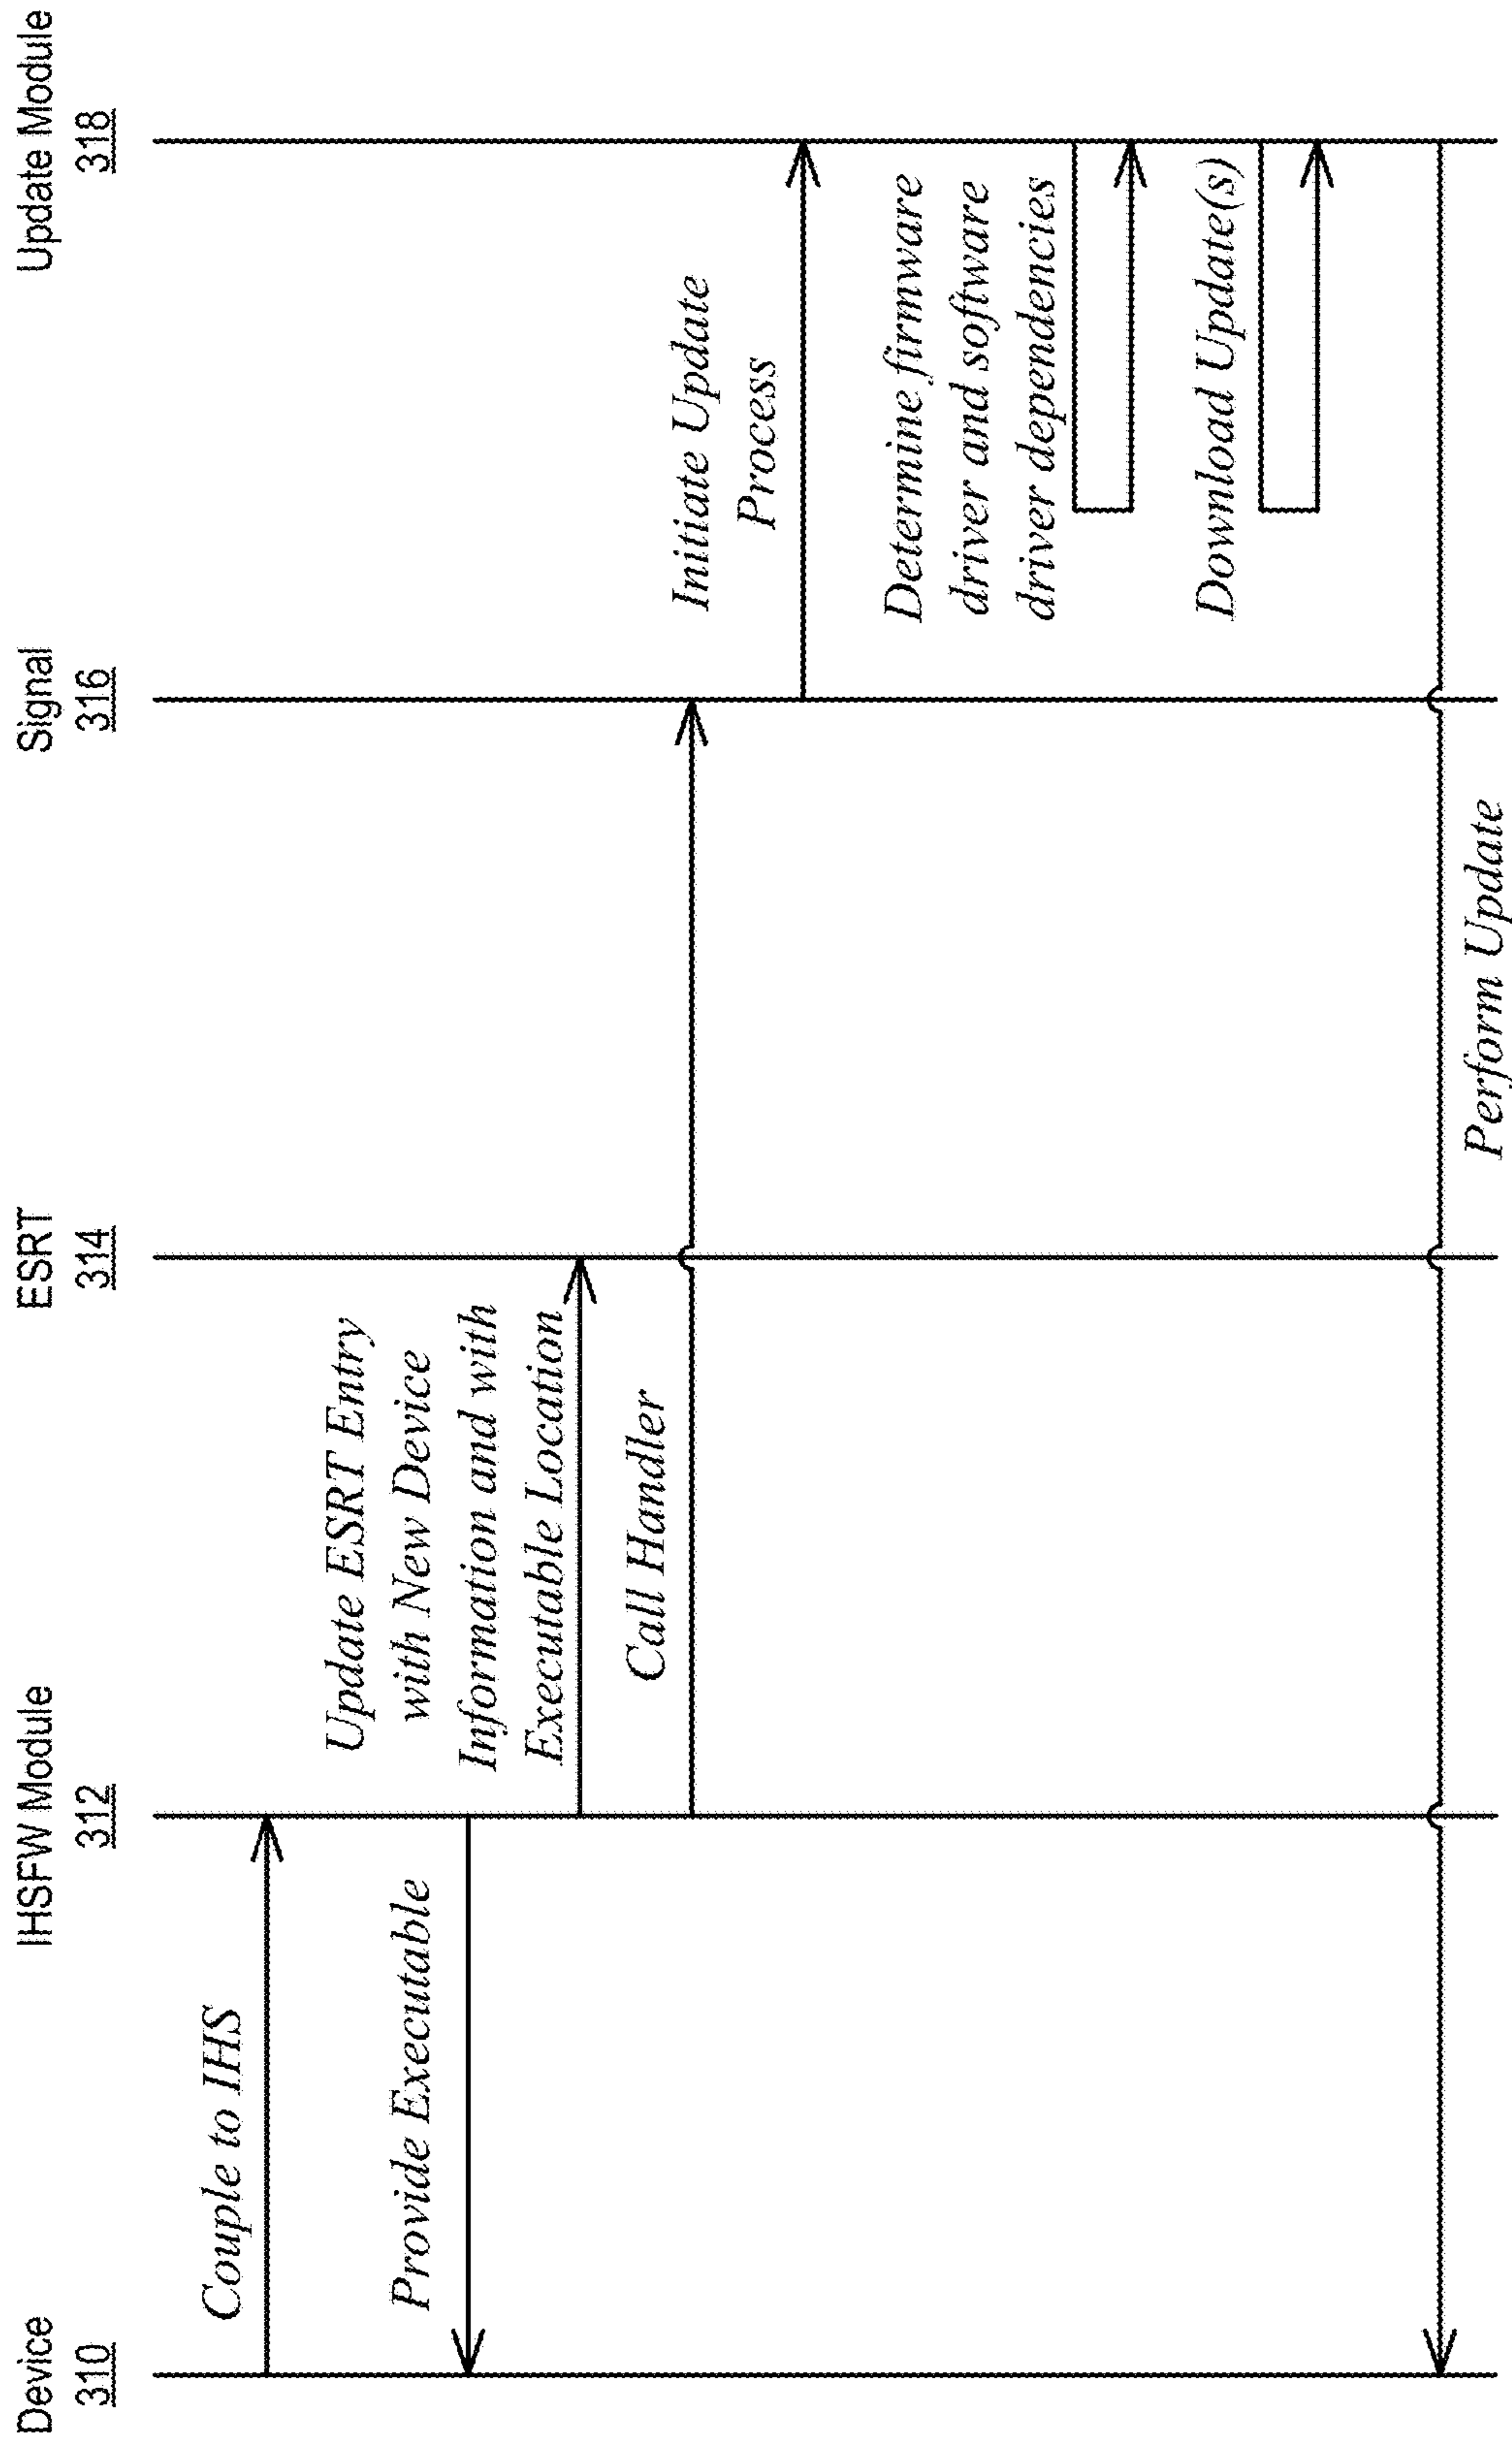 Device
310
IHSFW Module
312
ESRT
314
Signal
316
Update Module
318
Couple to IHS
Provide Executable
Update ESRT Entry
with New Device
Information and with
Executable Location
Call Handler
Initiate Update
Process
Determine firmware
driver and software
driver dependencies
Download Update(s)
Perform Update